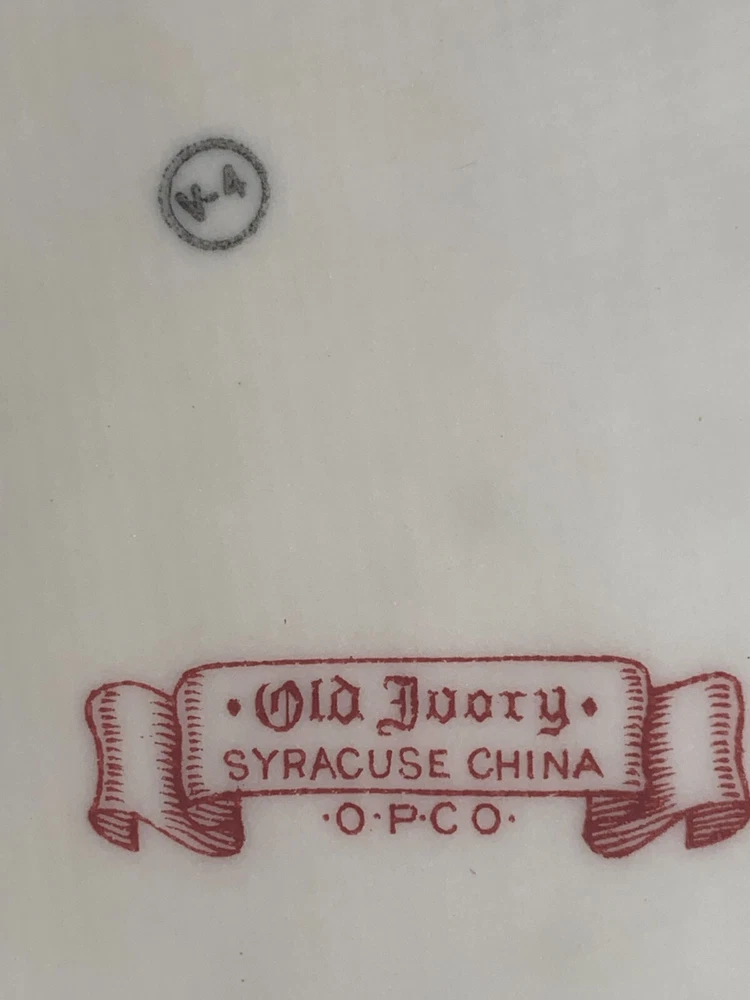 V-4
·Old Ivory·
SYRACUSE CHINA
·O·P·CO·